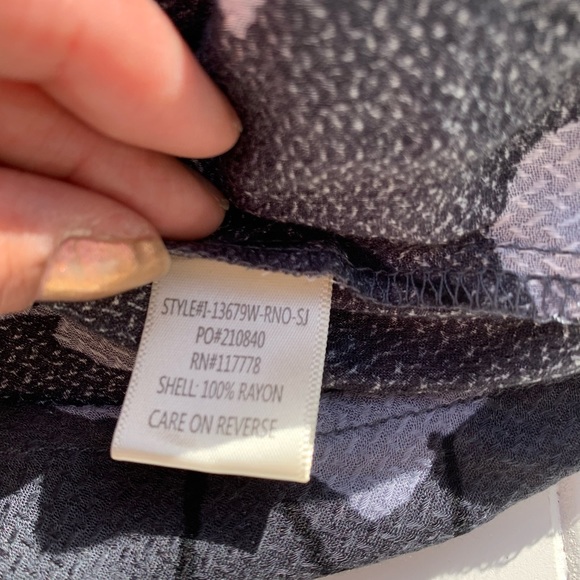 STYLE#I-13679W-RNO-SJ
PO#210840
RN#117778
SHELL: 100% RAYON
CARE ON REVERSE